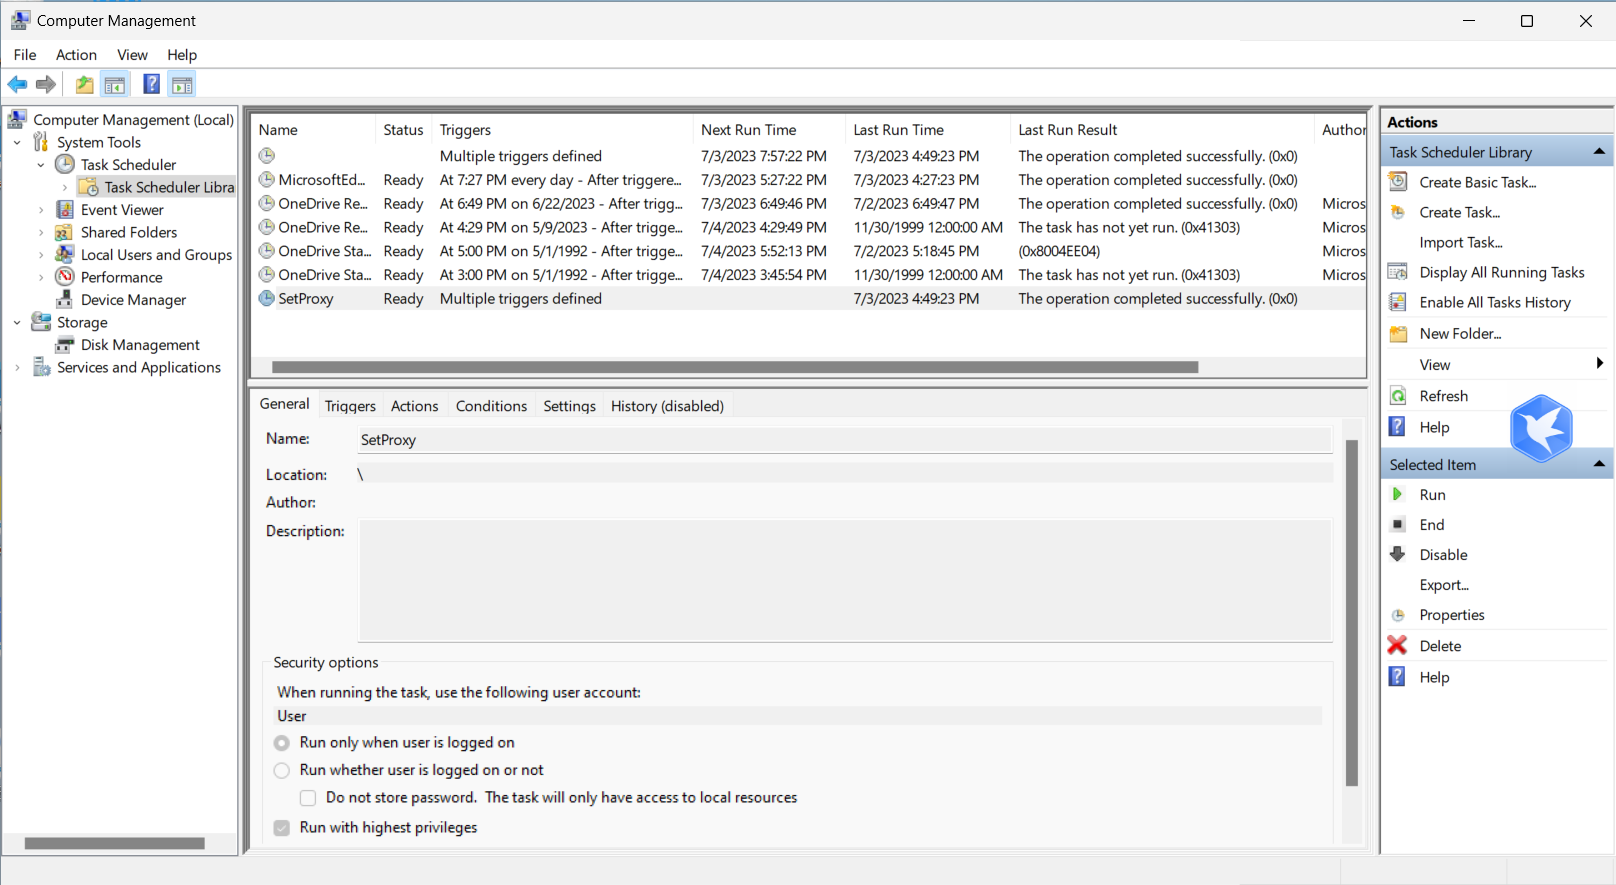 Computer Management
File Action View Help
Computer Management (Local)
System Tools
Task Scheduler
Task Scheduler Libra
Event Viewer
Shared Folders
Local Users and Groups
Performance
Device Manager
Storage
Disk Management
Services and Applications
Name Status Triggers Next Run Time Last Run Time Last Run Result Author
Multiple triggers defined 7/3/2023 7:57:22 PM 7/3/2023 4:49:23 PM The operation completed successfully. (0x0)
MicrosoftEd... Ready At 7:27 PM every day - After triggere... 7/3/2023 5:27:22 PM 7/3/2023 4:27:23 PM The operation completed successfully. (0x0)
OneDrive Re... Ready At 6:49 PM on 6/22/2023 - After trigg... 7/3/2023 6:49:46 PM 7/2/2023 6:49:47 PM The operation completed successfully. (0x0) Micros
OneDrive Re... Ready At 4:29 PM on 5/9/2023 - After trigge... 7/4/2023 4:29:49 PM 11/30/1999 12:00:00 AM The task has not yet run. (0x41303) Micros
OneDrive Sta... Ready At 5:00 PM on 5/1/1992 - After trigge... 7/4/2023 5:52:13 PM 7/2/2023 5:18:45 PM (0x8004EE04) Micros
OneDrive Sta... Ready At 3:00 PM on 5/1/1992 - After trigge... 7/4/2023 3:45:54 PM 11/30/1999 12:00:00 AM The task has not yet run. (0x41303) Micros
SetProxy Ready Multiple triggers defined 7/3/2023 4:49:23 PM The operation completed successfully. (0x0)
General Triggers Actions Conditions Settings History (disabled)
Name: SetProxy
Location: \
Author:
Description:
Security options
When running the task, use the following user account:
User
Run only when user is logged on
Run whether user is logged on or not
Do not store password. The task will only have access to local resources
Run with highest privileges
Actions
Task Scheduler Library
Create Basic Task...
Create Task...
Import Task...
Display All Running Tasks
Enable All Tasks History
New Folder...
View
Refresh
Help
Selected Item
Run
End
Disable
Export...
Properties
Delete
Help